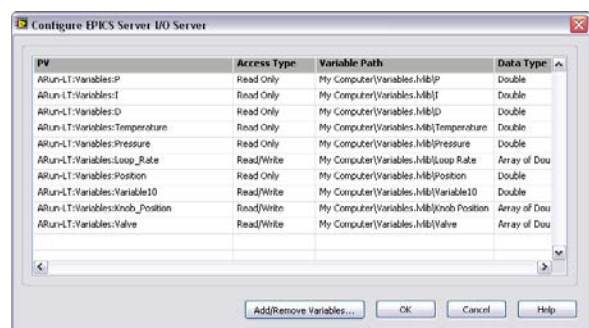 Configure EPICS Server I/O Server
PV Access Type Variable Path Data Type
ARun-LT:Variables:P Read Only My Computer\Variables.lvlib\P Double
ARun-LT:Variables:I Read Only My Computer\Variables.lvlib\I Double
ARun-LT:Variables:D Read Only My Computer\Variables.lvlib\D Double
ARun-LT:Variables:Temperature Read Only My Computer\Variables.lvlib\Temperature Double
ARun-LT:Variables:Pressure Read Only My Computer\Variables.lvlib\Pressure Double
ARun-LT:Variables:Loop_Rate Read/Write My Computer\Variables.lvlib\Loop Rate Array of Dou
ARun-LT:Variables:Position Read Only My Computer\Variables.lvlib\Position Double
ARun-LT:Variables:Variable10 Read/Write My Computer\Variables.lvlib\Variable10 Double
ARun-LT:Variables:Knob_Position Read/Write My Computer\Variables.lvlib\Knob Position Array of Dou
ARun-LT:Variables:Valve Read/Write My Computer\Variables.lvlib\Valve Array of Dou
Add/Remove Variables... OK Cancel Help